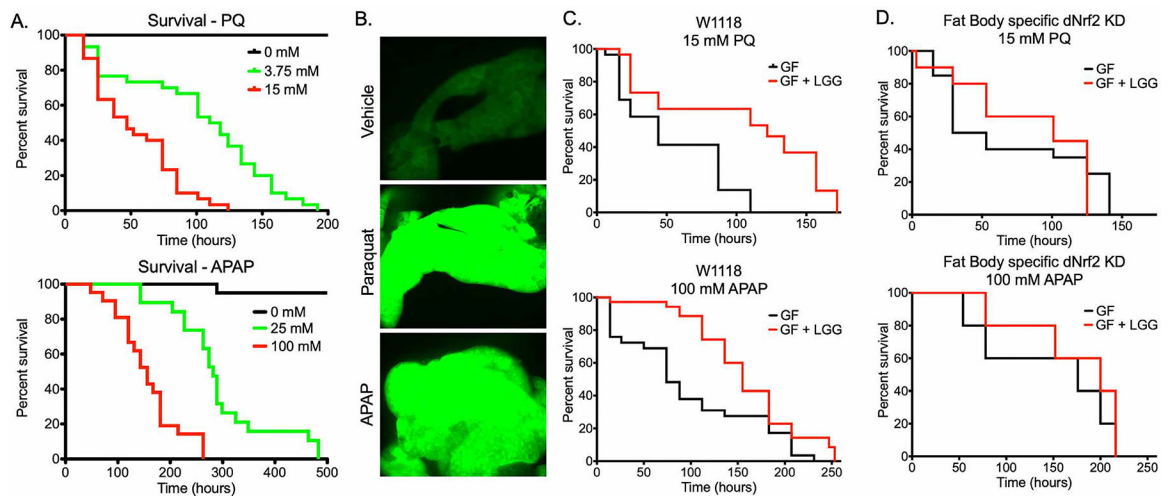 A.
Survival - PQ
Percent survival
100
80
60
40
20
0
0 mM
3.75 mM
15 mM
0
50
100
150
200
Time (hours)
Survival - APAP
Percent survival
100
80
60
40
20
0
0 mM
25 mM
100 mM
0
100
200
300
400
500
Time (hours)
B.
Vehicle
Paraquat
APAP
C.
W1118
15 mM PQ
Percent survival
100
80
60
40
20
0
GF
GF + LGG
0
50
100
150
Time (hours)
W1118
100 mM APAP
Percent survival
100
80
60
40
20
0
GF
GF + LGG
0
50
100
150
200
250
Time (hours)
D.
Fat Body specific dNrf2 KD
15 mM PQ
Percent survival
100
80
60
40
20
0
GF
GF + LGG
0
50
100
150
Time (hours)
Fat Body specific dNrf2 KD
100 mM APAP
Percent survival
100
80
60
40
20
0
GF
GF + LGG
0
50
100
150
200
250
Time (hours)